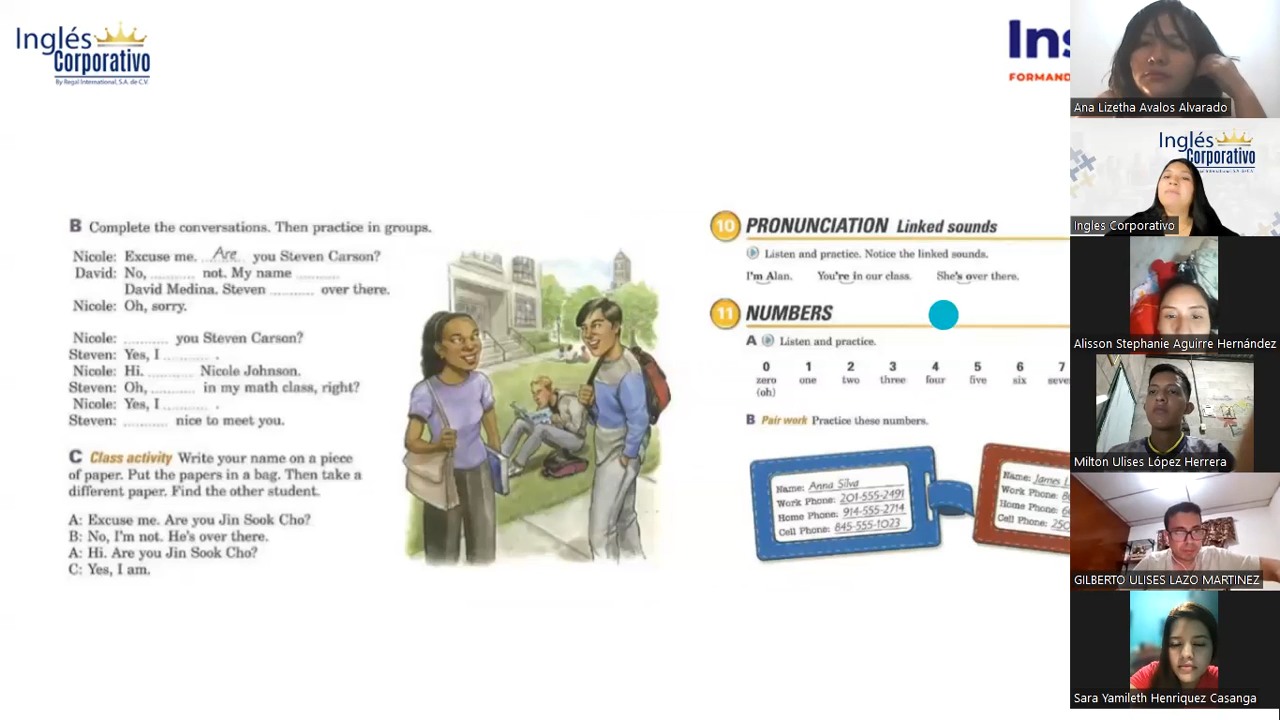 Inglés
Corporativo
By Regal International, S.A. de C.V.
Ins
FORMAND
B Complete the conversations. Then practice in groups.
Nicole: Excuse me. Are you Steven Carson?
David: No, ............ not. My name ............
David Medina. Steven ............ over there.
Nicole: Oh, sorry.
Nicole: ............ you Steven Carson?
Steven: Yes, I ............ .
Nicole: Hi. ............ Nicole Johnson.
Steven: Oh, ............ in my math class, right?
Nicole: Yes, I ............ .
Steven: ............ nice to meet you.
C Class activity Write your name on a piece
of paper. Put the papers in a bag. Then take a
different paper. Find the other student.
A: Excuse me. Are you Jin Sook Cho?
B: No, I'm not. He's over there.
A: Hi. Are you Jin Sook Cho?
C: Yes, I am.
10 PRONUNCIATION Linked sounds
Listen and practice. Notice the linked sounds.
I'm Alan. You're in our class. She's over there.
11 NUMBERS
A Listen and practice.
0 1 2 3 4 5 6 7
zero one two three four five six seve
(oh)
B Pair work Practice these numbers.
Name: Anna Silva
Work Phone: 201-555-2491
Home Phone: 914-555-2714
Cell Phone: 645-555-1023
Name: James L
Work Phone: 8
Home Phone: 6
Cell Phone: 250
Ana Lizetha Avalos Alvarado
Inglés
Corporativo
Ingles Corporativo
Alisson Stephanie Aguirre Hernández
Milton Ulises López Herrera
GILBERTO ULISES LAZO MARTINEZ
Sara Yamileth Henriquez Casanga